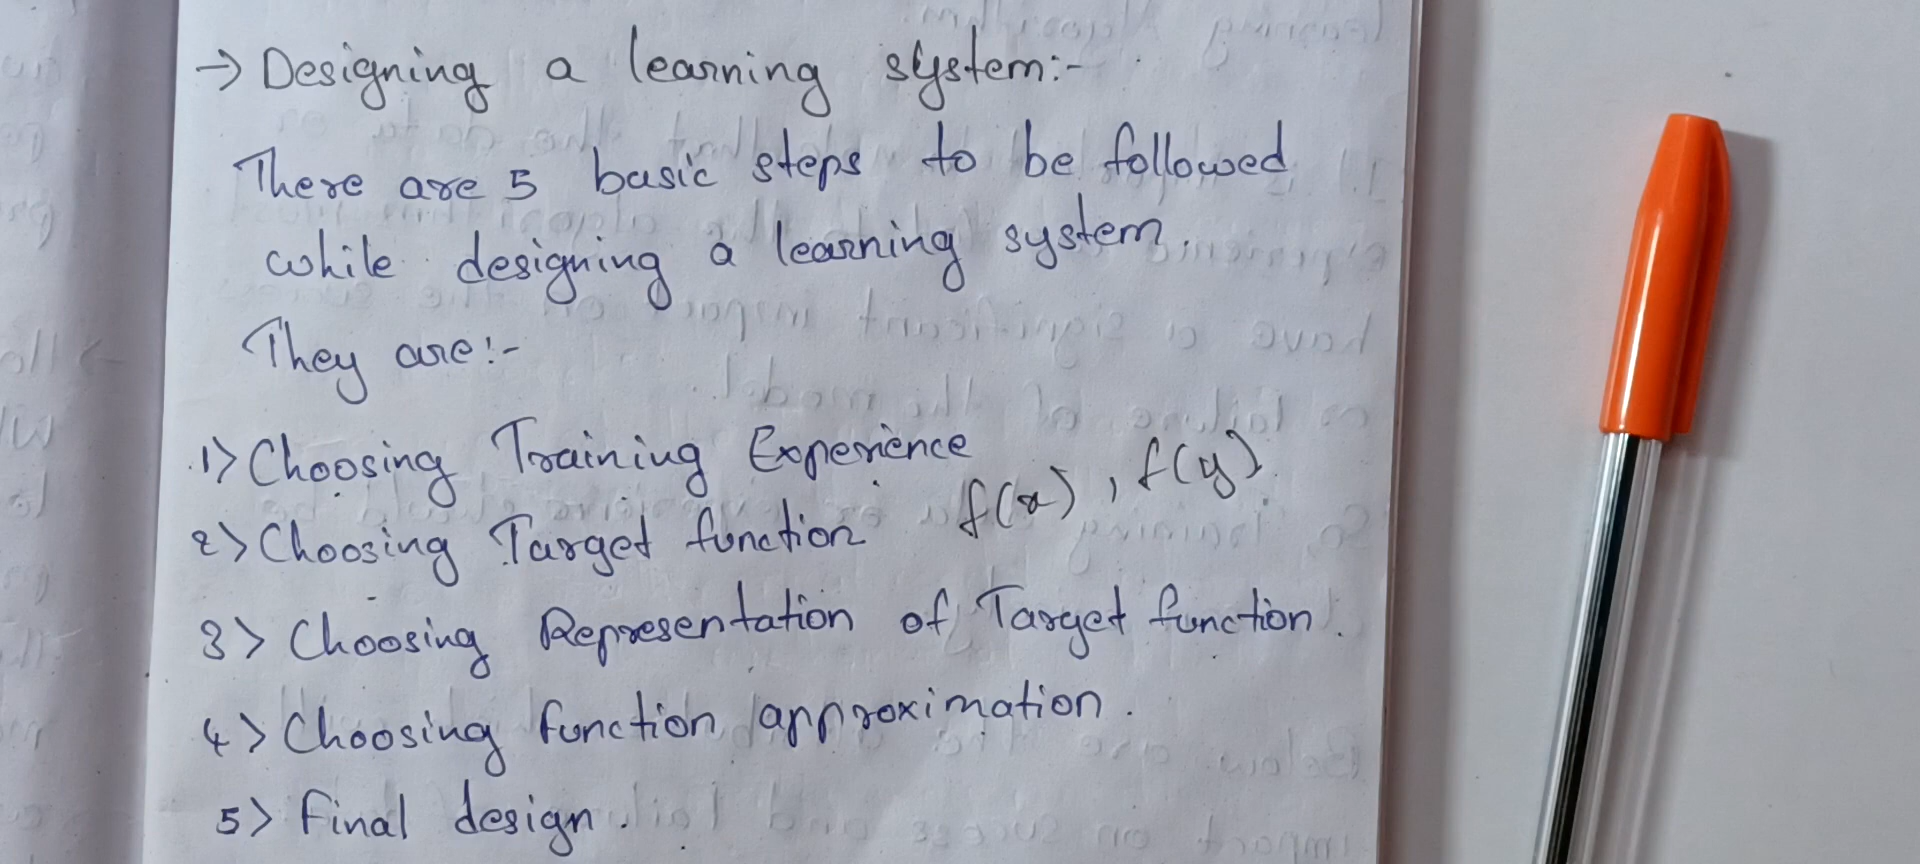 → Designing a learning system:-
There are 5 basic steps to be followed
while designing a learning system.
They are:-
1> Choosing Training Experience
2> Choosing Target function f(x), f(y)
3> Choosing Representation of Target function.
4> Choosing function approximation.
5> Final design.